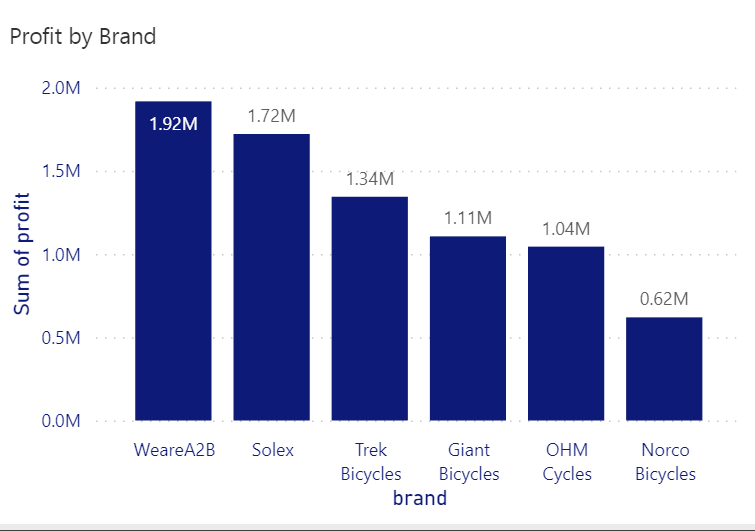 Profit by Brand
2.0M
1.5M
1.0M
0.5M
0.0M
Sum of profit
1.92M
1.72M
1.34M
1.11M
1.04M
0.62M
WeareA2B
Solex
Trek
Bicycles
Giant
Bicycles
OHM
Cycles
Norco
Bicycles
brand